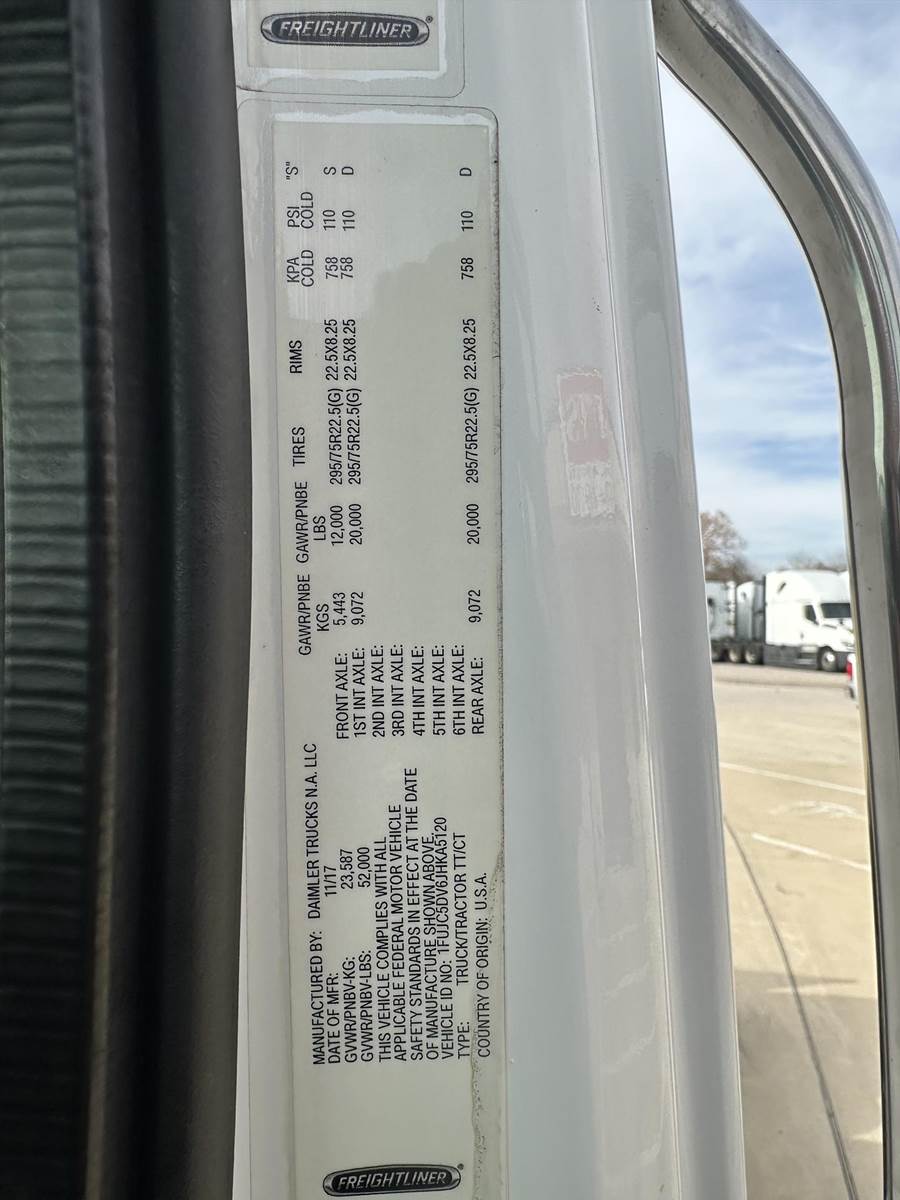 FREIGHTLINER®
MANUFACTURED BY: DAIMLER TRUCKS N.A. LLC
DATE OF MFR: 11/17
GVWR/PNBV-KG: 23,587
GVWR/PNBV-LBS: 52,000
THIS VEHICLE COMPLIES WITH ALL
APPLICABLE FEDERAL MOTOR VEHICLE
SAFETY STANDARDS IN EFFECT AT THE DATE
OF MANUFACTURE SHOWN ABOVE.
VEHICLE ID NO: 1FUJC5DV6JHKA5120
TYPE: TRUCK/TRACTOR TT/CT
COUNTRY OF ORIGIN: U.S.A.
GAWR/PNBE GAWR/PNBE TIRES RIMS KPA PSI "S"
KGS LBS COLD COLD
FRONT AXLE: 5,443 12,000 295/75R22.5(G) 22.5X8.25 758 110 S
1ST INT AXLE: 9,072 20,000 295/75R22.5(G) 22.5X8.25 758 110 D
2ND INT AXLE:
3RD INT AXLE:
4TH INT AXLE:
5TH INT AXLE:
6TH INT AXLE:
REAR AXLE: 9,072 20,000 295/75R22.5(G) 22.5X8.25 758 110 D
FREIGHTLINER®